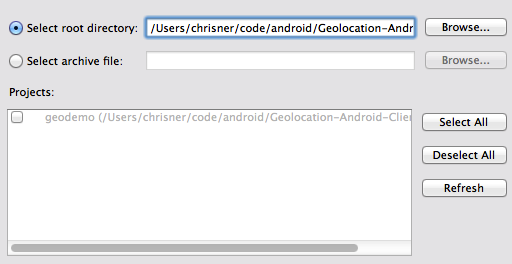 Select root directory: /Users/chrisner/code/android/Geolocation-Andr Browse...
Select archive file: Browse...
Projects:
geodemo (/Users/chrisner/code/android/Geolocation-Android-Clie
Select All
Deselect All
Refresh